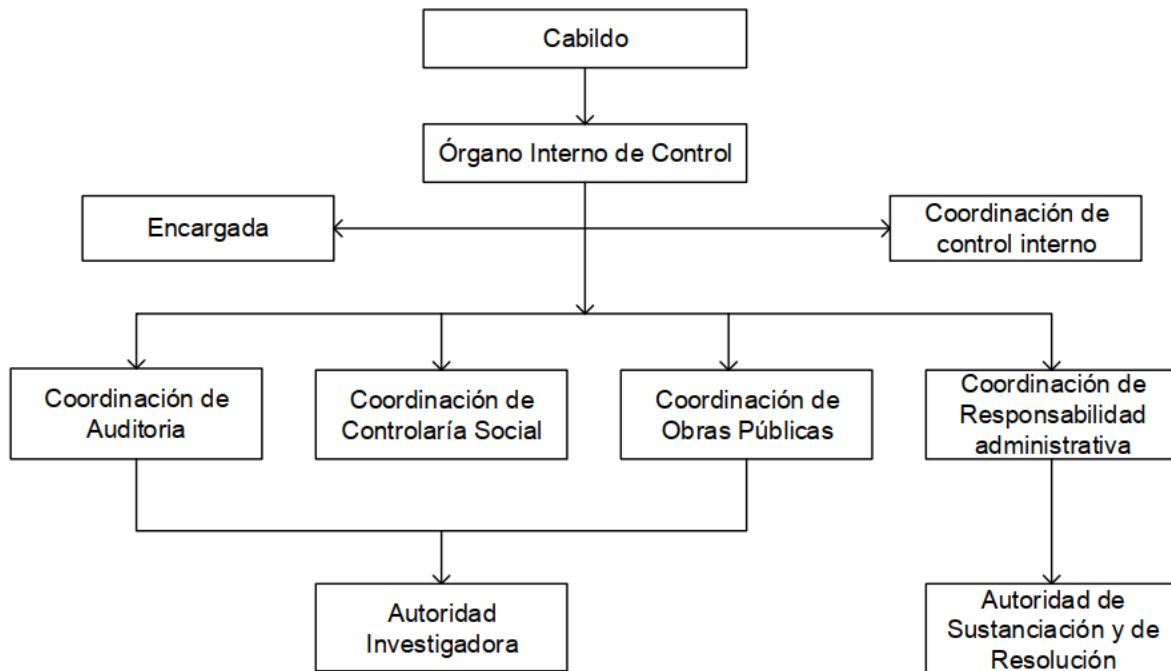 Cabildo
Órgano Interno de Control
Encargada
Coordinación de
control interno
Coordinación de
Auditoria
Coordinación de
Controlaría Social
Coordinación de
Obras Públicas
Coordinación de
Responsabilidad
administrativa
Autoridad
Investigadora
Autoridad de
Sustanciación y de
Resolución